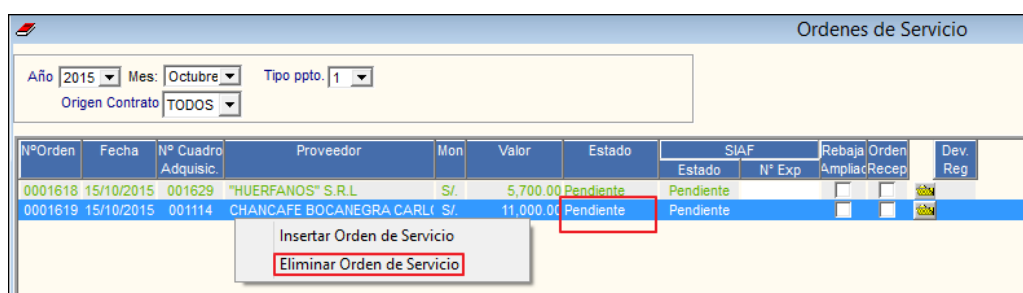 Ordenes de Servicio
Año 2015 Mes: Octubre Tipo ppto. 1
Origen Contrato TODOS
NºOrden Fecha Nº Cuadro Adquisic. Proveedor Mon Valor Estado SIAF Estado Nº Exp Rebaja Ampliac Orden Recep Dev. Reg
0001618 15/10/2015 001629 "HUERFANOS" S.R.L S/. 5,700.00 Pendiente Pendiente
0001619 15/10/2015 001114 CHANCAFE BOCANEGRA CARL( S/. 11,000.00 Pendiente Pendiente
Insertar Orden de Servicio
Eliminar Orden de Servicio